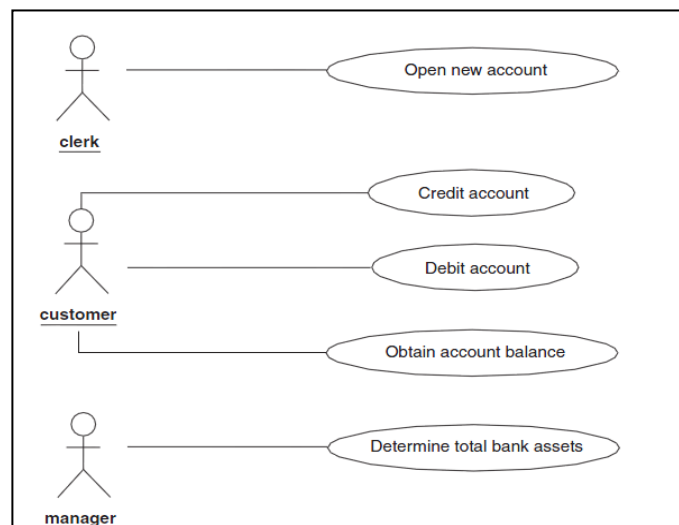 Open new account
clerk
Credit account
Debit account
customer
Obtain account balance
Determine total bank assets
manager